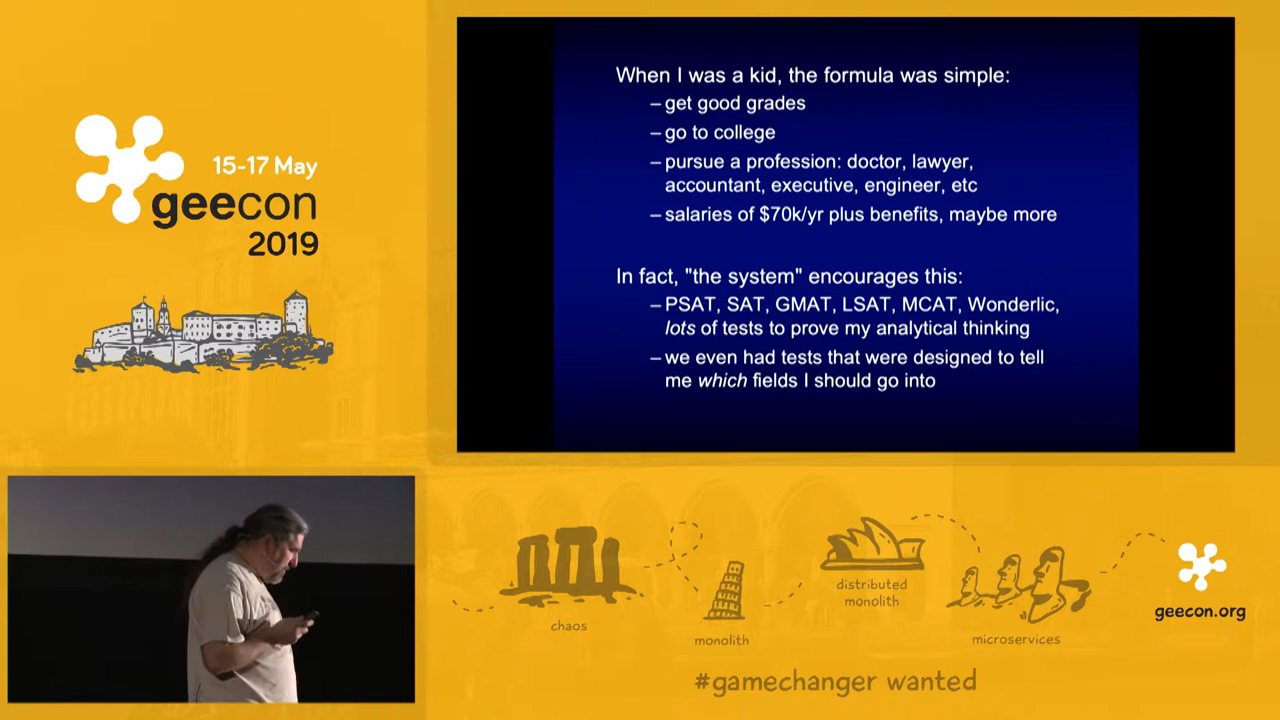 15-17 May
geecon
2019
When I was a kid, the formula was simple:
– get good grades
– go to college
– pursue a profession: doctor, lawyer,
accountant, executive, engineer, etc
– salaries of $70k/yr plus benefits, maybe more
In fact, "the system" encourages this:
– PSAT, SAT, GMAT, LSAT, MCAT, Wonderlic,
lots of tests to prove my analytical thinking
– we even had tests that were designed to tell
me which fields I should go into
chaos
monolith
distributed
monolith
microservices
geecon.org
#gamechanger wanted